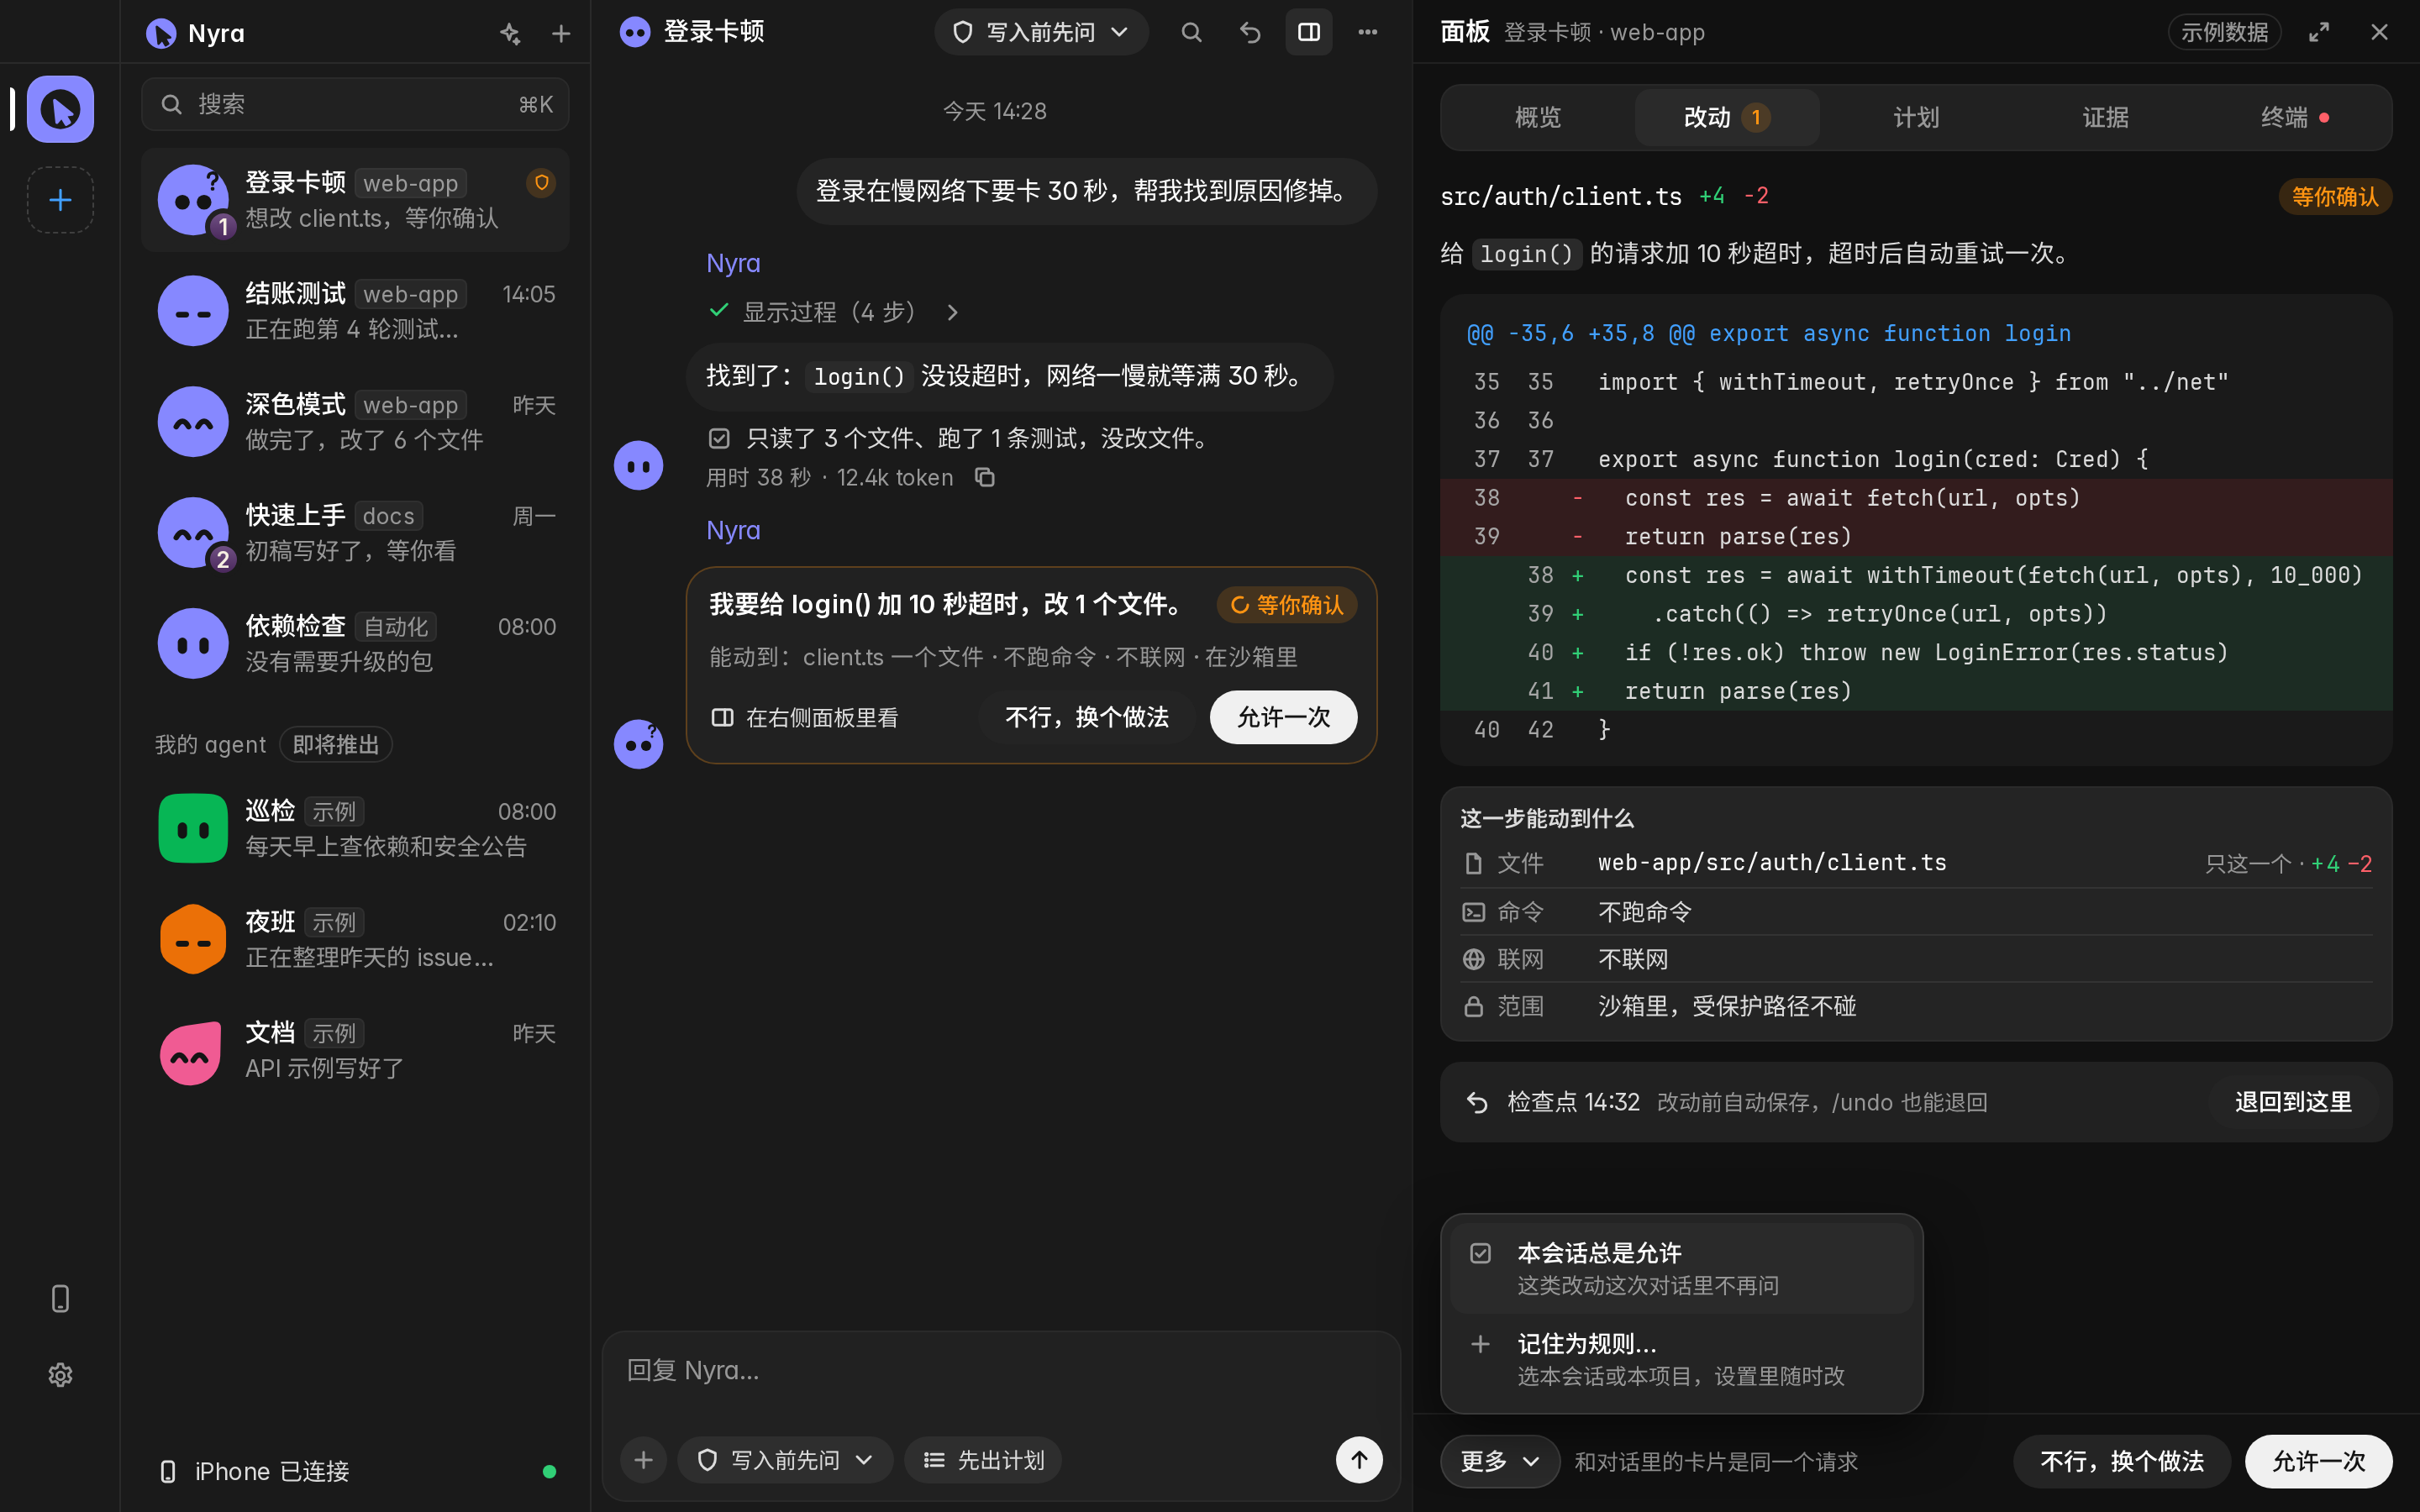 Nyra
搜索 ⌘K
登录卡顿 web-app
想改 client.ts，等你确认
1
结账测试 web-app 14:05
正在跑第 4 轮测试...
深色模式 web-app 昨天
做完了，改了 6 个文件
快速上手 docs 周一
初稿写好了，等你看
2
依赖检查 自动化 08:00
没有需要升级的包
我的 agent 即将推出
巡检 示例 08:00
每天早上查依赖和安全公告
夜班 示例 02:10
正在整理昨天的 issue...
文档 示例 昨天
API 示例写好了
iPhone 已连接
登录卡顿 写入前先问
今天 14:28
登录在慢网络下要卡 30 秒，帮我找到原因修掉。
Nyra
显示过程（4 步）
找到了：login() 没设超时，网络一慢就等满 30 秒。
只读了 3 个文件、跑了 1 条测试，没改文件。
用时 38 秒 · 12.4k token
Nyra
我要给 login() 加 10 秒超时，改 1 个文件。 等你确认
能动到：client.ts 一个文件 · 不跑命令 · 不联网 · 在沙箱里
在右侧面板里看 不行，换个做法 允许一次
回复 Nyra...
写入前先问 先出计划
面板 登录卡顿 · web-app 示例数据
概览 改动 1 计划 证据 终端
src/auth/client.ts +4 -2 等你确认
给 login() 的请求加 10 秒超时，超时后自动重试一次。
@@ -35,6 +35,8 @@ export async function login
35 35 import { withTimeout, retryOnce } from "../net"
36 36
37 37 export async function login(cred: Cred) {
38 - const res = await fetch(url, opts)
39 - return parse(res)
38 + const res = await withTimeout(fetch(url, opts), 10_000)
39 + .catch(() => retryOnce(url, opts))
40 + if (!res.ok) throw new LoginError(res.status)
41 + return parse(res)
40 42 }
这一步能动到什么
文件 web-app/src/auth/client.ts 只这一个 · +4 −2
命令 不跑命令
联网 不联网
范围 沙箱里，受保护路径不碰
检查点 14:32 改动前自动保存，/undo 也能退回 退回到这里
本会话总是允许
这类改动这次对话里不再问
记住为规则...
选本会话或本项目，设置里随时改
更多 和对话里的卡片是同一个请求 不行，换个做法 允许一次